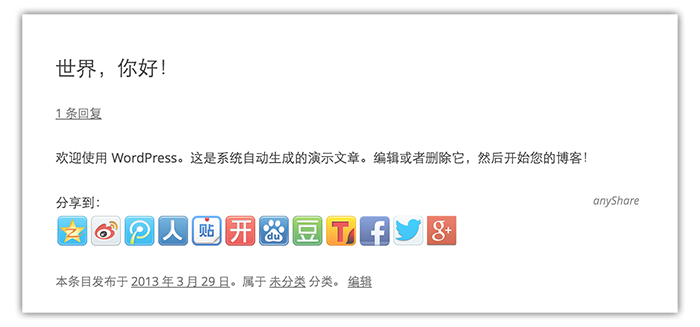 世界，你好！
1 条回复
欢迎使用 WordPress。这是系统自动生成的演示文章。编辑或者删除它，然后开始您的博客！
分享到： anyShare
人 贴 开 du 豆 T f g+
本条目发布于 2013 年 3 月 29 日。属于 未分类 分类。 编辑